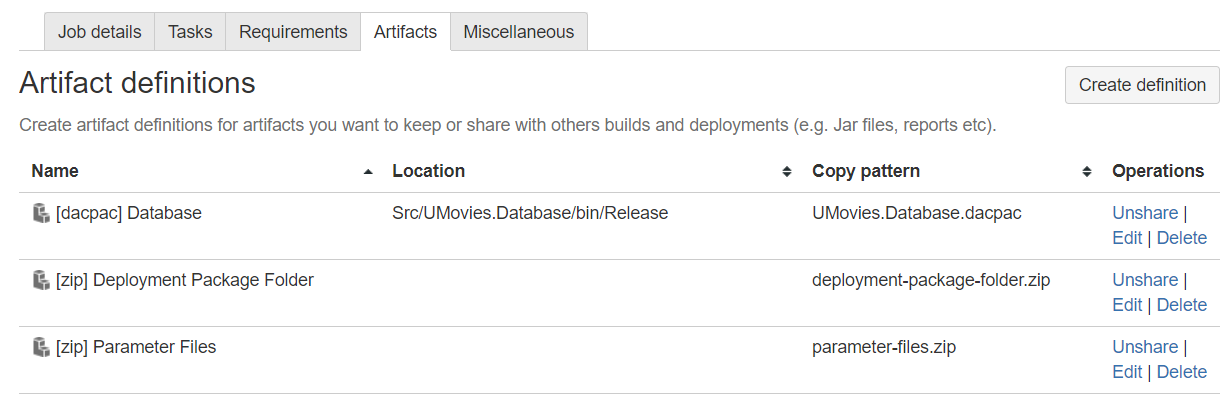 Job details Tasks Requirements Artifacts Miscellaneous
Artifact definitions Create definition
Create artifact definitions for artifacts you want to keep or share with others builds and deployments (e.g. Jar files, reports etc).
Name Location Copy pattern Operations
[dacpac] Database Src/UMovies.Database/bin/Release UMovies.Database.dacpac Unshare |
Edit | Delete
[zip] Deployment Package Folder deployment-package-folder.zip Unshare |
Edit | Delete
[zip] Parameter Files parameter-files.zip Unshare |
Edit | Delete